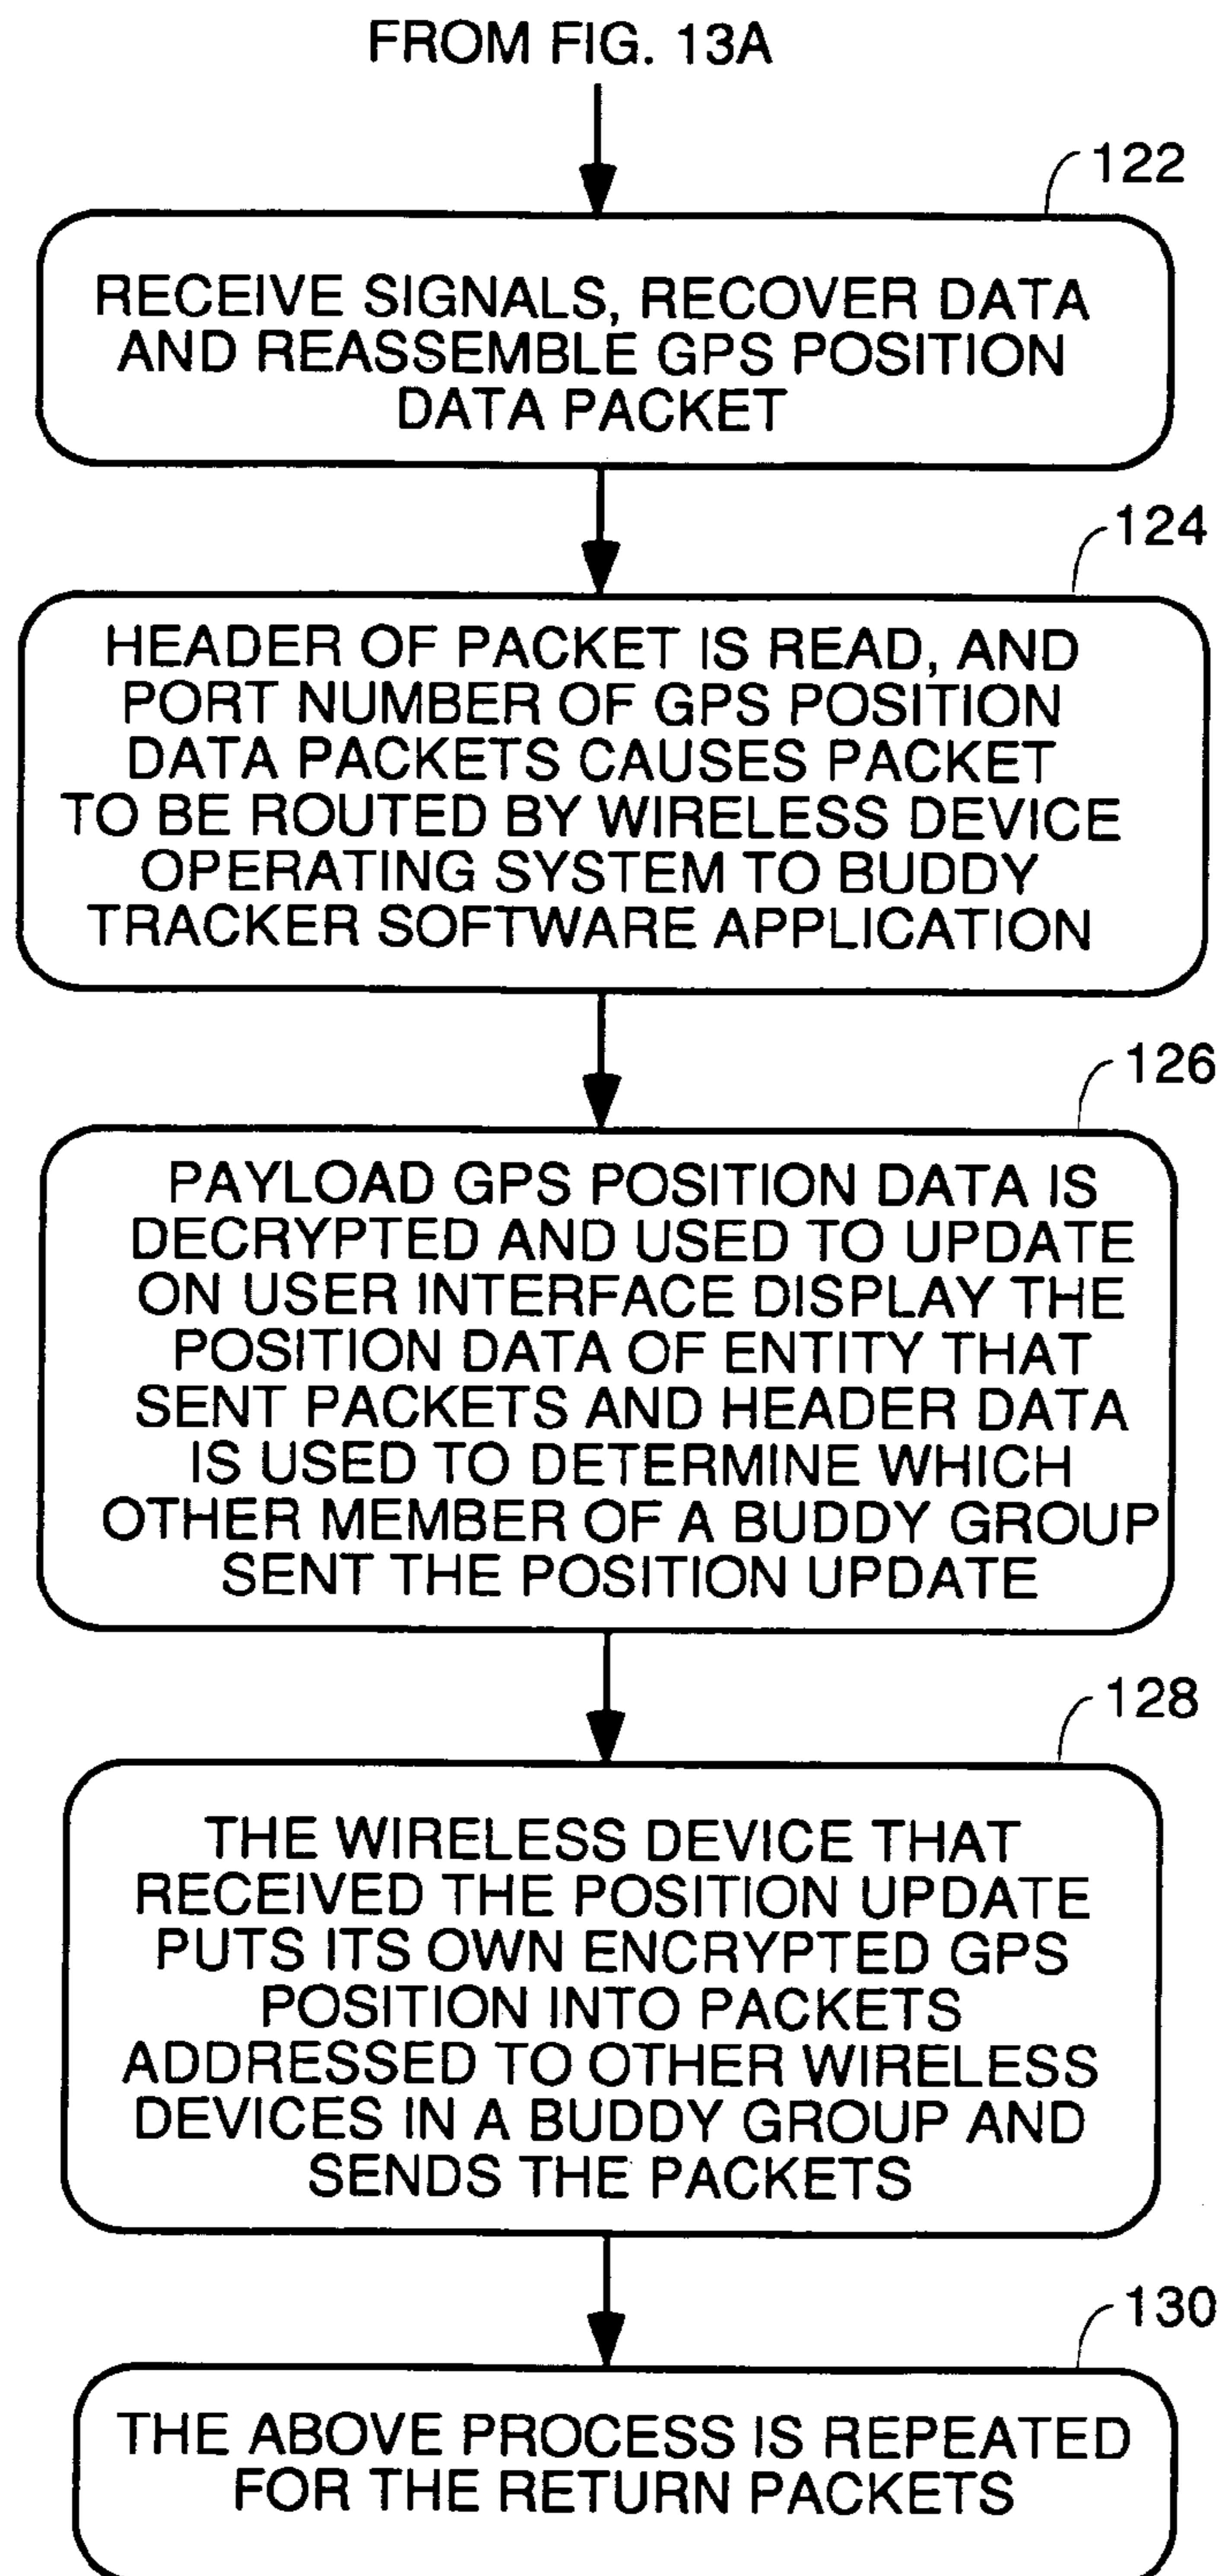 FROM FIG. 13A
122
RECEIVE SIGNALS, RECOVER DATA
AND REASSEMBLE GPS POSITION
DATA PACKET
124
HEADER OF PACKET IS READ, AND
PORT NUMBER OF GPS POSITION
DATA PACKETS CAUSES PACKET
TO BE ROUTED BY WIRELESS DEVICE
OPERATING SYSTEM TO BUDDY
TRACKER SOFTWARE APPLICATION
126
PAYLOAD GPS POSITION DATA IS
DECRYPTED AND USED TO UPDATE
ON USER INTERFACE DISPLAY THE
POSITION DATA OF ENTITY THAT
SENT PACKETS AND HEADER DATA
IS USED TO DETERMINE WHICH
OTHER MEMBER OF A BUDDY GROUP
SENT THE POSITION UPDATE
128
THE WIRELESS DEVICE THAT
RECEIVED THE POSITION UPDATE
PUTS ITS OWN ENCRYPTED GPS
POSITION INTO PACKETS
ADDRESSED TO OTHER WIRELESS
DEVICES IN A BUDDY GROUP AND
SENDS THE PACKETS
130
THE ABOVE PROCESS IS REPEATED
FOR THE RETURN PACKETS